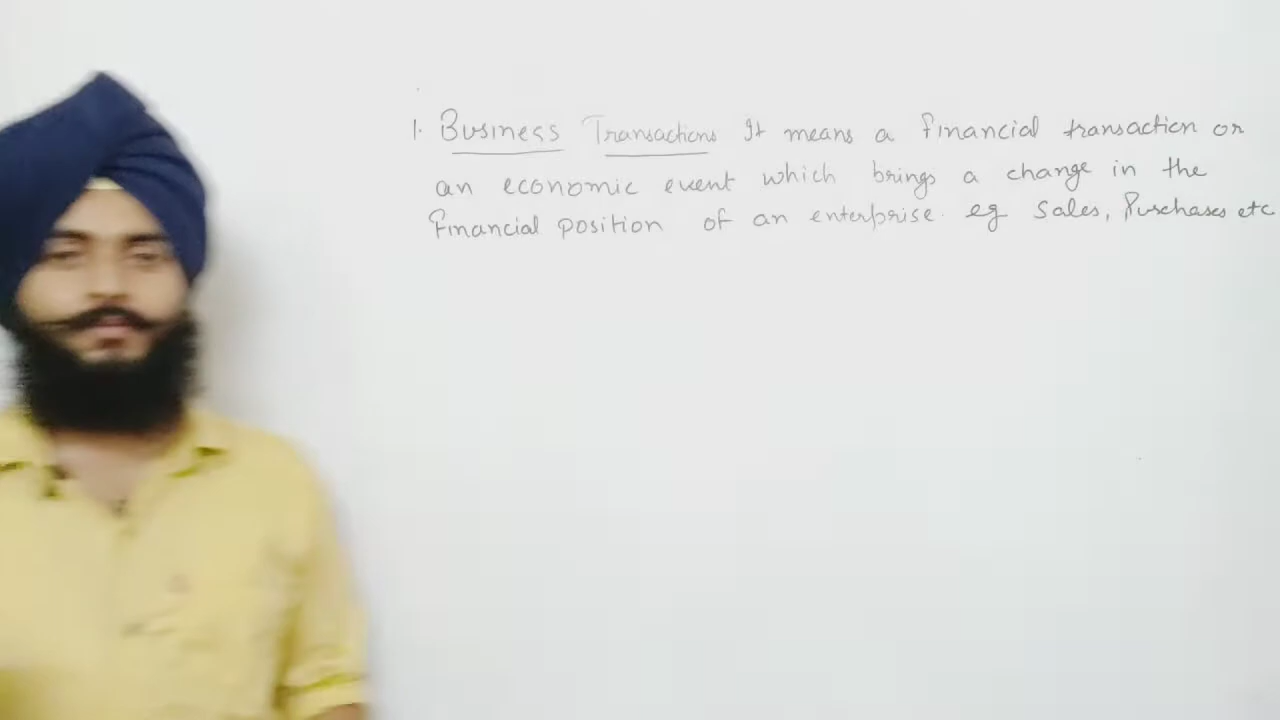 1. Business Transactions It means a financial transaction or
an economic event which brings a change in the
financial position of an enterprise. eg Sales, Purchases etc